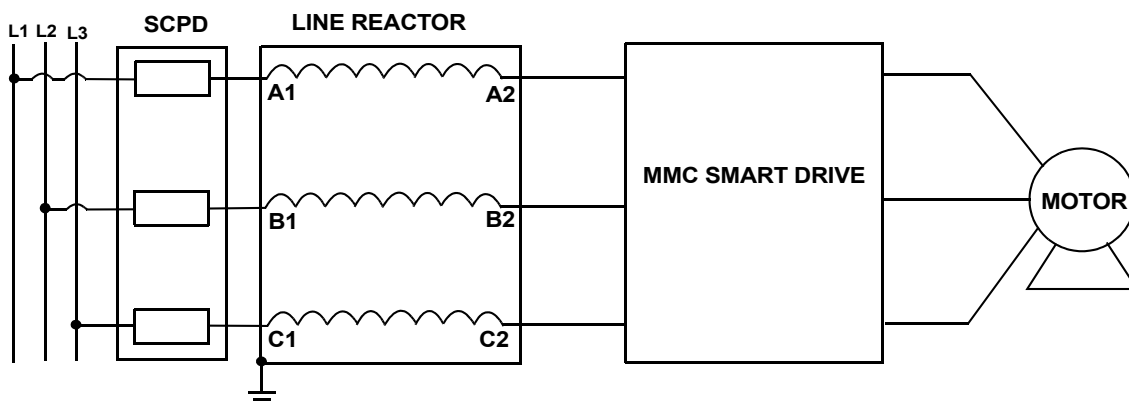 SCPD
LINE REACTOR
L1 L2 L3
A1 A2
MMC SMART DRIVE
MOTOR
B1 B2
C1 C2